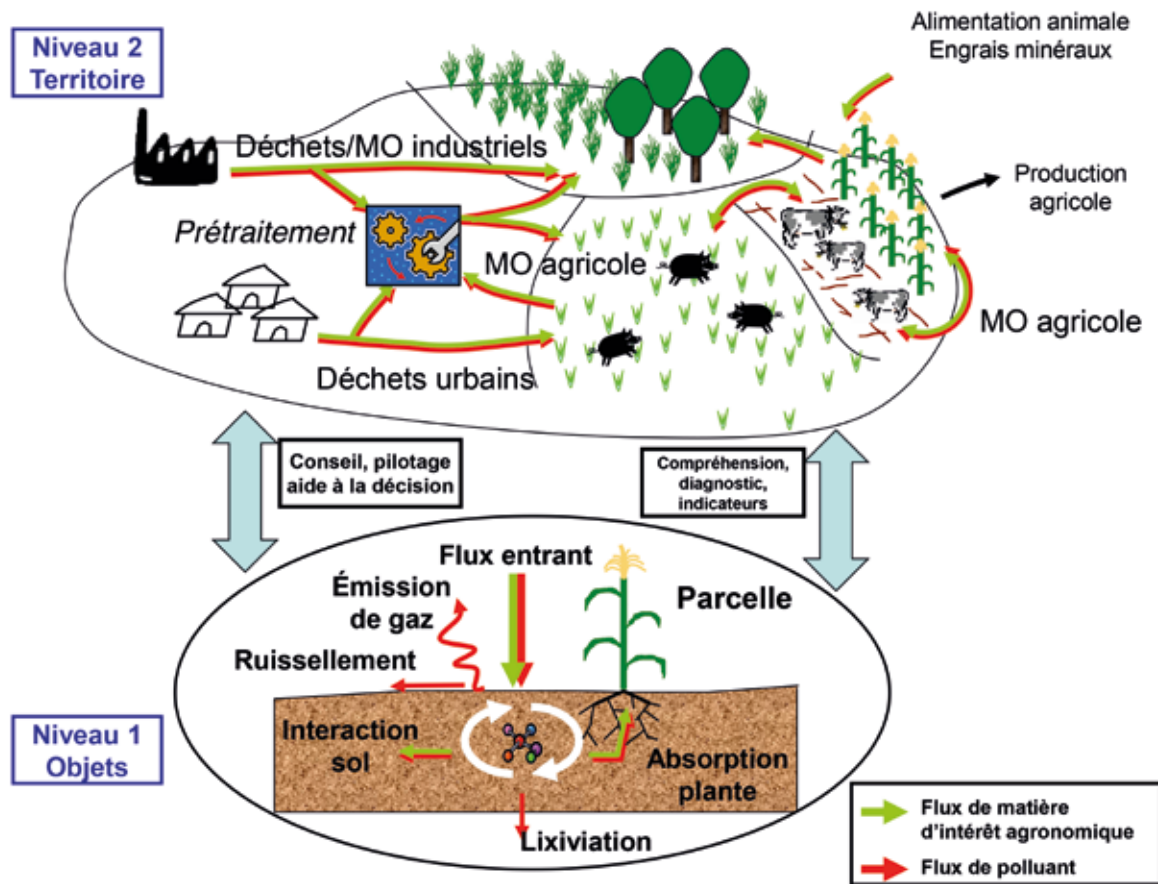 Niveau 2
Territoire
Alimentation animale
Engrais minéraux
Déchets/MO industriels
Production
agricole
Prétraitement
MO agricole
MO agricole
Déchets urbains
Conseil, pilotage
aide à la décision
Compréhension,
diagnostic,
indicateurs
Flux entrant
Émission
de gaz
Parcelle
Ruissellement
Niveau 1
Objets
Interaction
sol
Absorption
plante
Lixiviation
Flux de matière
d'intérêt agronomique
Flux de polluant